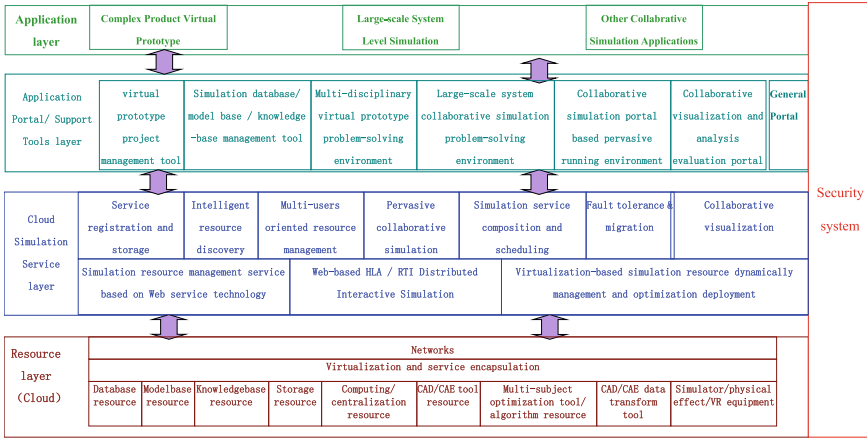 Application
layer
Complex Product Virtual
Prototype
Large-scale System
Level Simulation
Other Collabrative
Simulation Applications
Application
Portal/ Support
Tools layer
virtual
prototype
project
management tool
Simulation database/
model base / knowledge
-base management tool
Multi-disciplinary
virtual prototype
problem-solving
environment
Large-scale system
collaborative simulation
problem-solving
environment
Collaborative
simulation portal
based pervasive
running environment
Collaborative
visualization and
analysis
evaluation portal
General
Portal
Cloud
Simulation
Service
layer
Service
registration and
storage
Intelligent
resource
discovery
Multi-users
oriented resource
management
Pervasive
collaborative
simulation
Simulation service
composition and
scheduling
Fault tolerance &
migration
Collaborative
visualization
Simulation resource management service
based on Web service technology
Web-based HLA / RTI Distributed
Interactive Simulation
Virtualization-based simulation resource dynamically
management and optimization deployment
Resource
layer
(Cloud)
Networks
Virtualization and service encapsulation
Database
resource
Modelbase
resource
Knowledgebase
resource
Storage
resource
Computing/
centralization
resource
CAD/CAE tool
resource
Multi-subject
optimization tool/
algorithm resource
CAD/CAE data
transform
tool
Simulator/physical
effect/VR equipment
Security
system